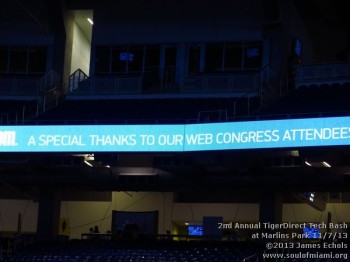 A SPECIAL THANKS TO OUR WEB CONGRESS ATTENDEES
2nd Annual TigerDirect Tech Bash
at Marlins Park 11/7/13
©2013 James Echols
www.soulofmiami.org